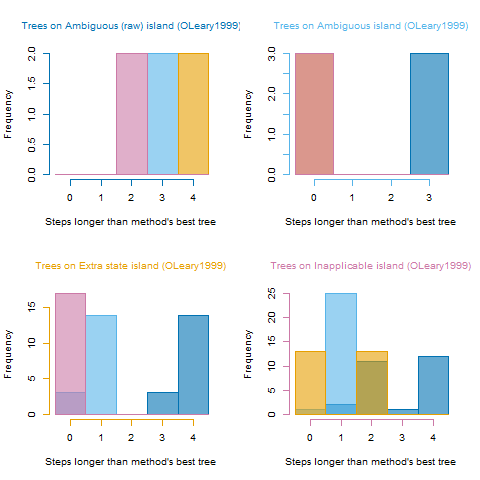 Trees on Ambiguous (raw) island (OLeary1999)
Frequency
0.0 0.5 1.0 1.5 2.0
0 1 2 3 4
Steps longer than method's best tree
Trees on Ambiguous island (OLeary1999)
Frequency
0.0 1.0 2.0 3.0
0 1 2 3
Steps longer than method's best tree
Trees on Extra state island (OLeary1999)
Frequency
0 5 10 15
0 1 2 3 4
Steps longer than method's best tree
Trees on Inapplicable island (OLeary1999)
Frequency
0 5 10 15 20 25
0 1 2 3 4
Steps longer than method's best tree